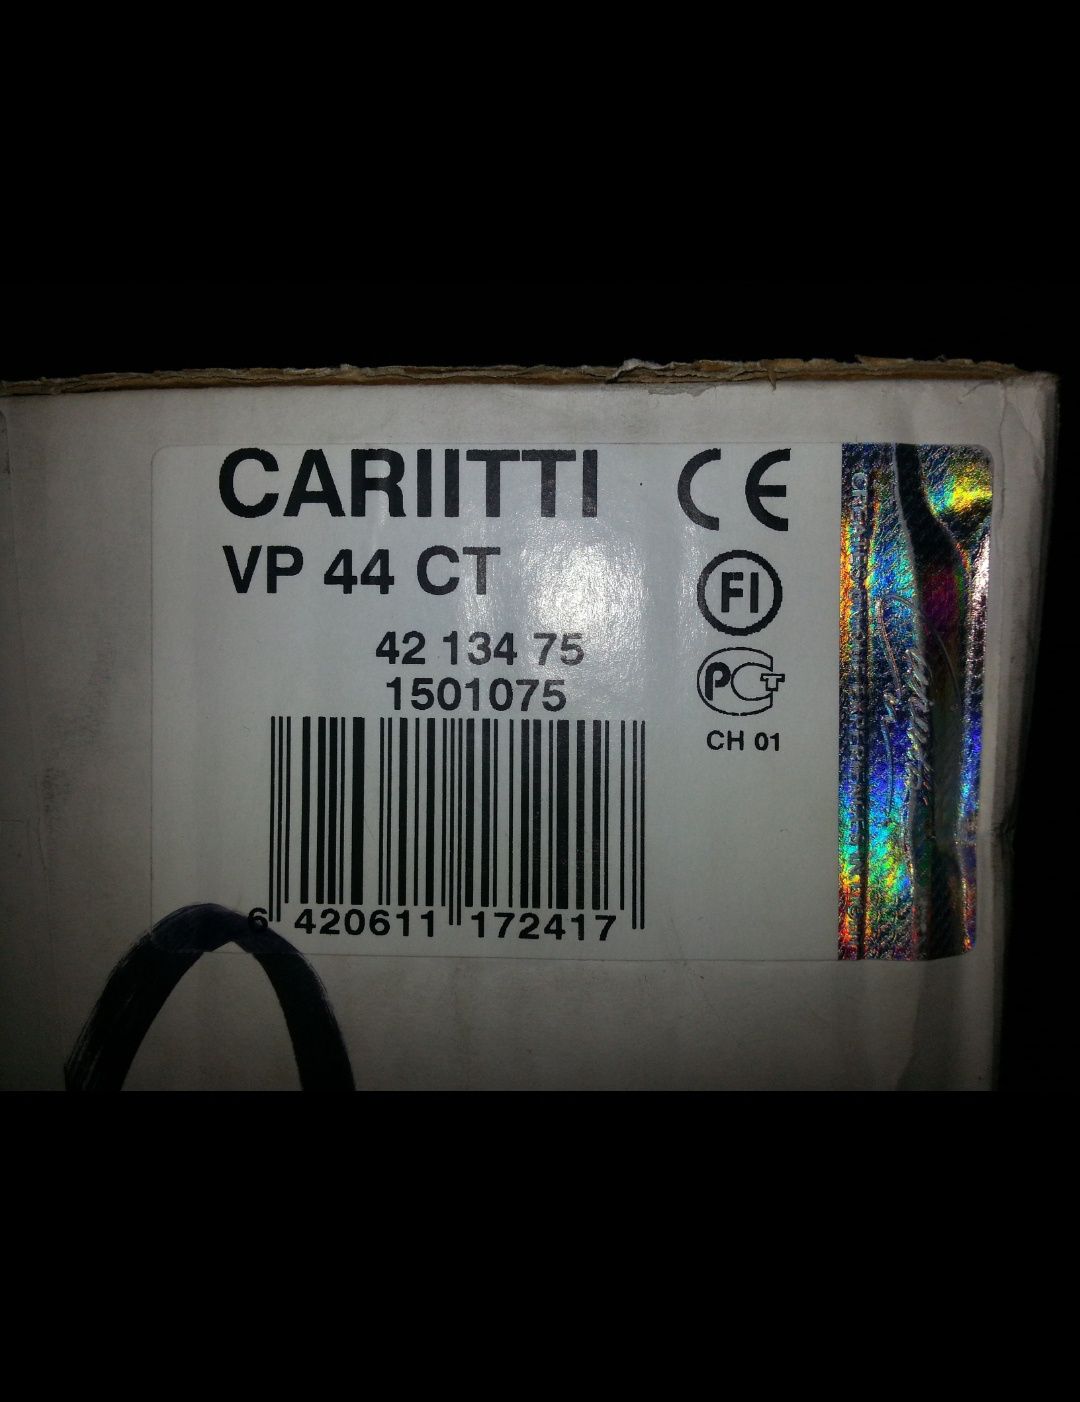 CARIITTI
VP 44 CT
42 134 75
1501075
6 420611 172417
CE
FI
PCT
CH 01